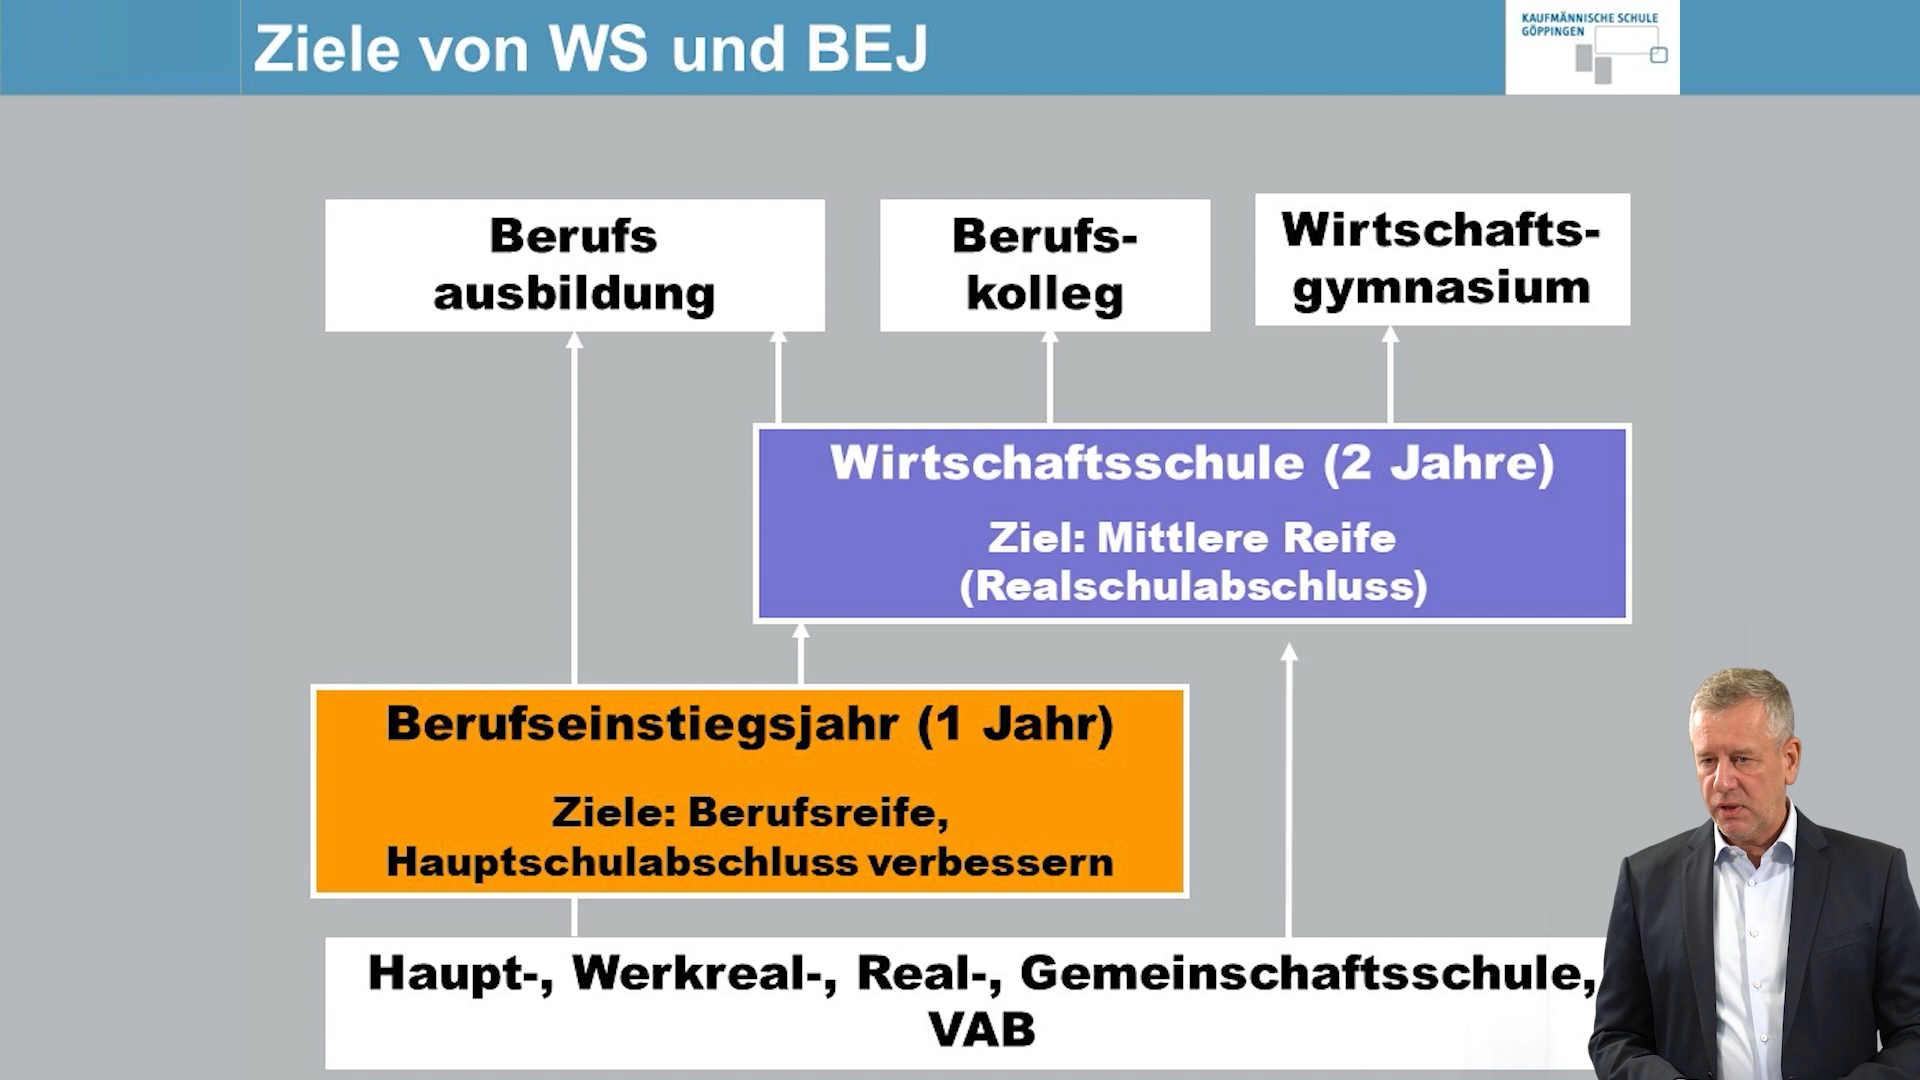 Ziele von WS und BEJ
KAUFMÄNNISCHE SCHULE
GÖPPINGEN
Berufs
ausbildung
Berufs-
kolleg
Wirtschafts-
gymnasium
Wirtschaftsschule (2 Jahre)
Ziel: Mittlere Reife
(Realschulabschluss)
Berufseinstiegsjahr (1 Jahr)
Ziele: Berufsreife,
Hauptschulabschluss verbessern
Haupt-, Werkreal-, Real-, Gemeinschaftsschule,
VAB